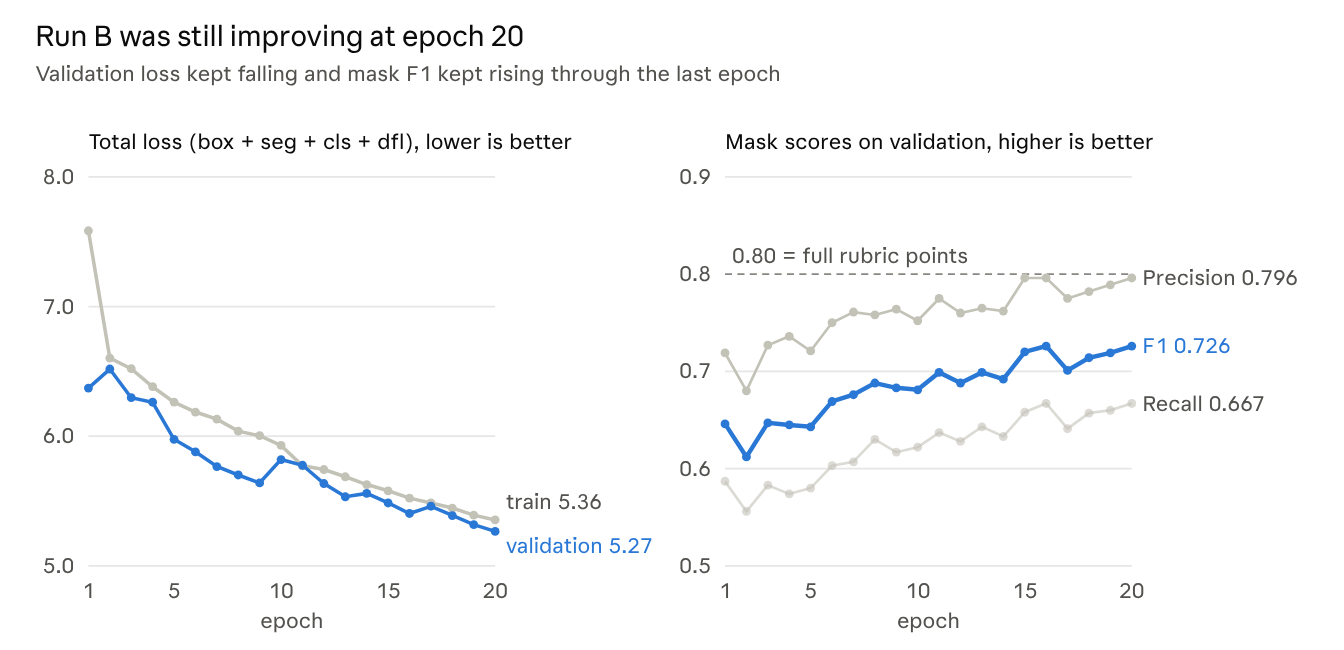 Run B was still improving at epoch 20
Validation loss kept falling and mask F1 kept rising through the last epoch
Total loss (box + seg + cls + dfl), lower is better
8.0
7.0
6.0
5.0
train 5.36
validation 5.27
1 5 10 15 20
epoch
Mask scores on validation, higher is better
0.9
0.8
0.7
0.6
0.5
0.80 = full rubric points
Precision 0.796
F1 0.726
Recall 0.667
1 5 10 15 20
epoch